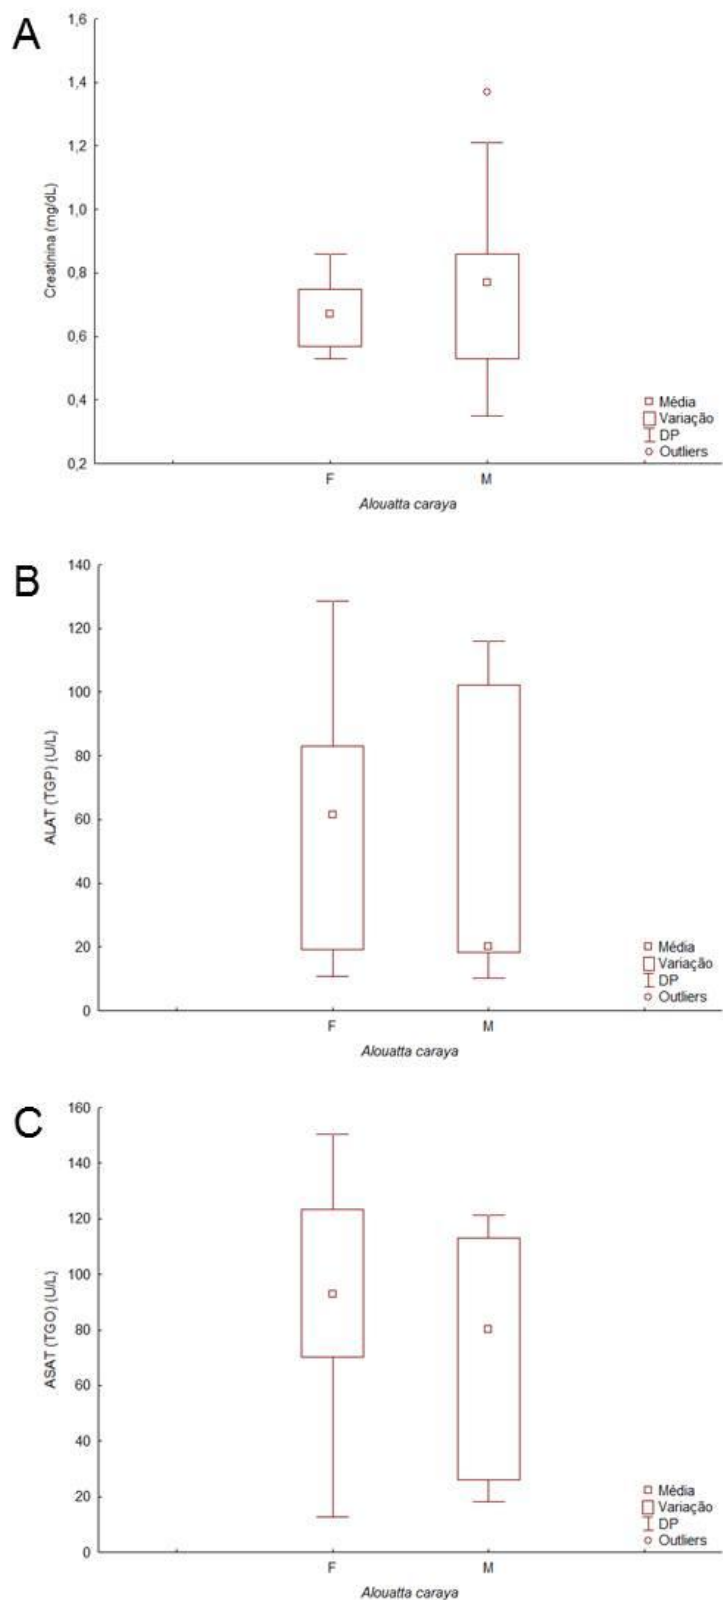 A
1,6
1,4
1,2
1,0
0,8
0,6
0,4
0,2
Creatinina (mg/dL)
F M
Alouatta caraya
Média
Variação
DP
Outliers
B
140
120
100
80
60
40
20
0
ALAT (TGP) (U/L)
F M
Alouatta caraya
Média
Variação
DP
Outliers
C
160
140
120
100
80
60
40
20
0
ASAT (TGO) (U/L)
F M
Alouatta caraya
Média
Variação
DP
Outliers